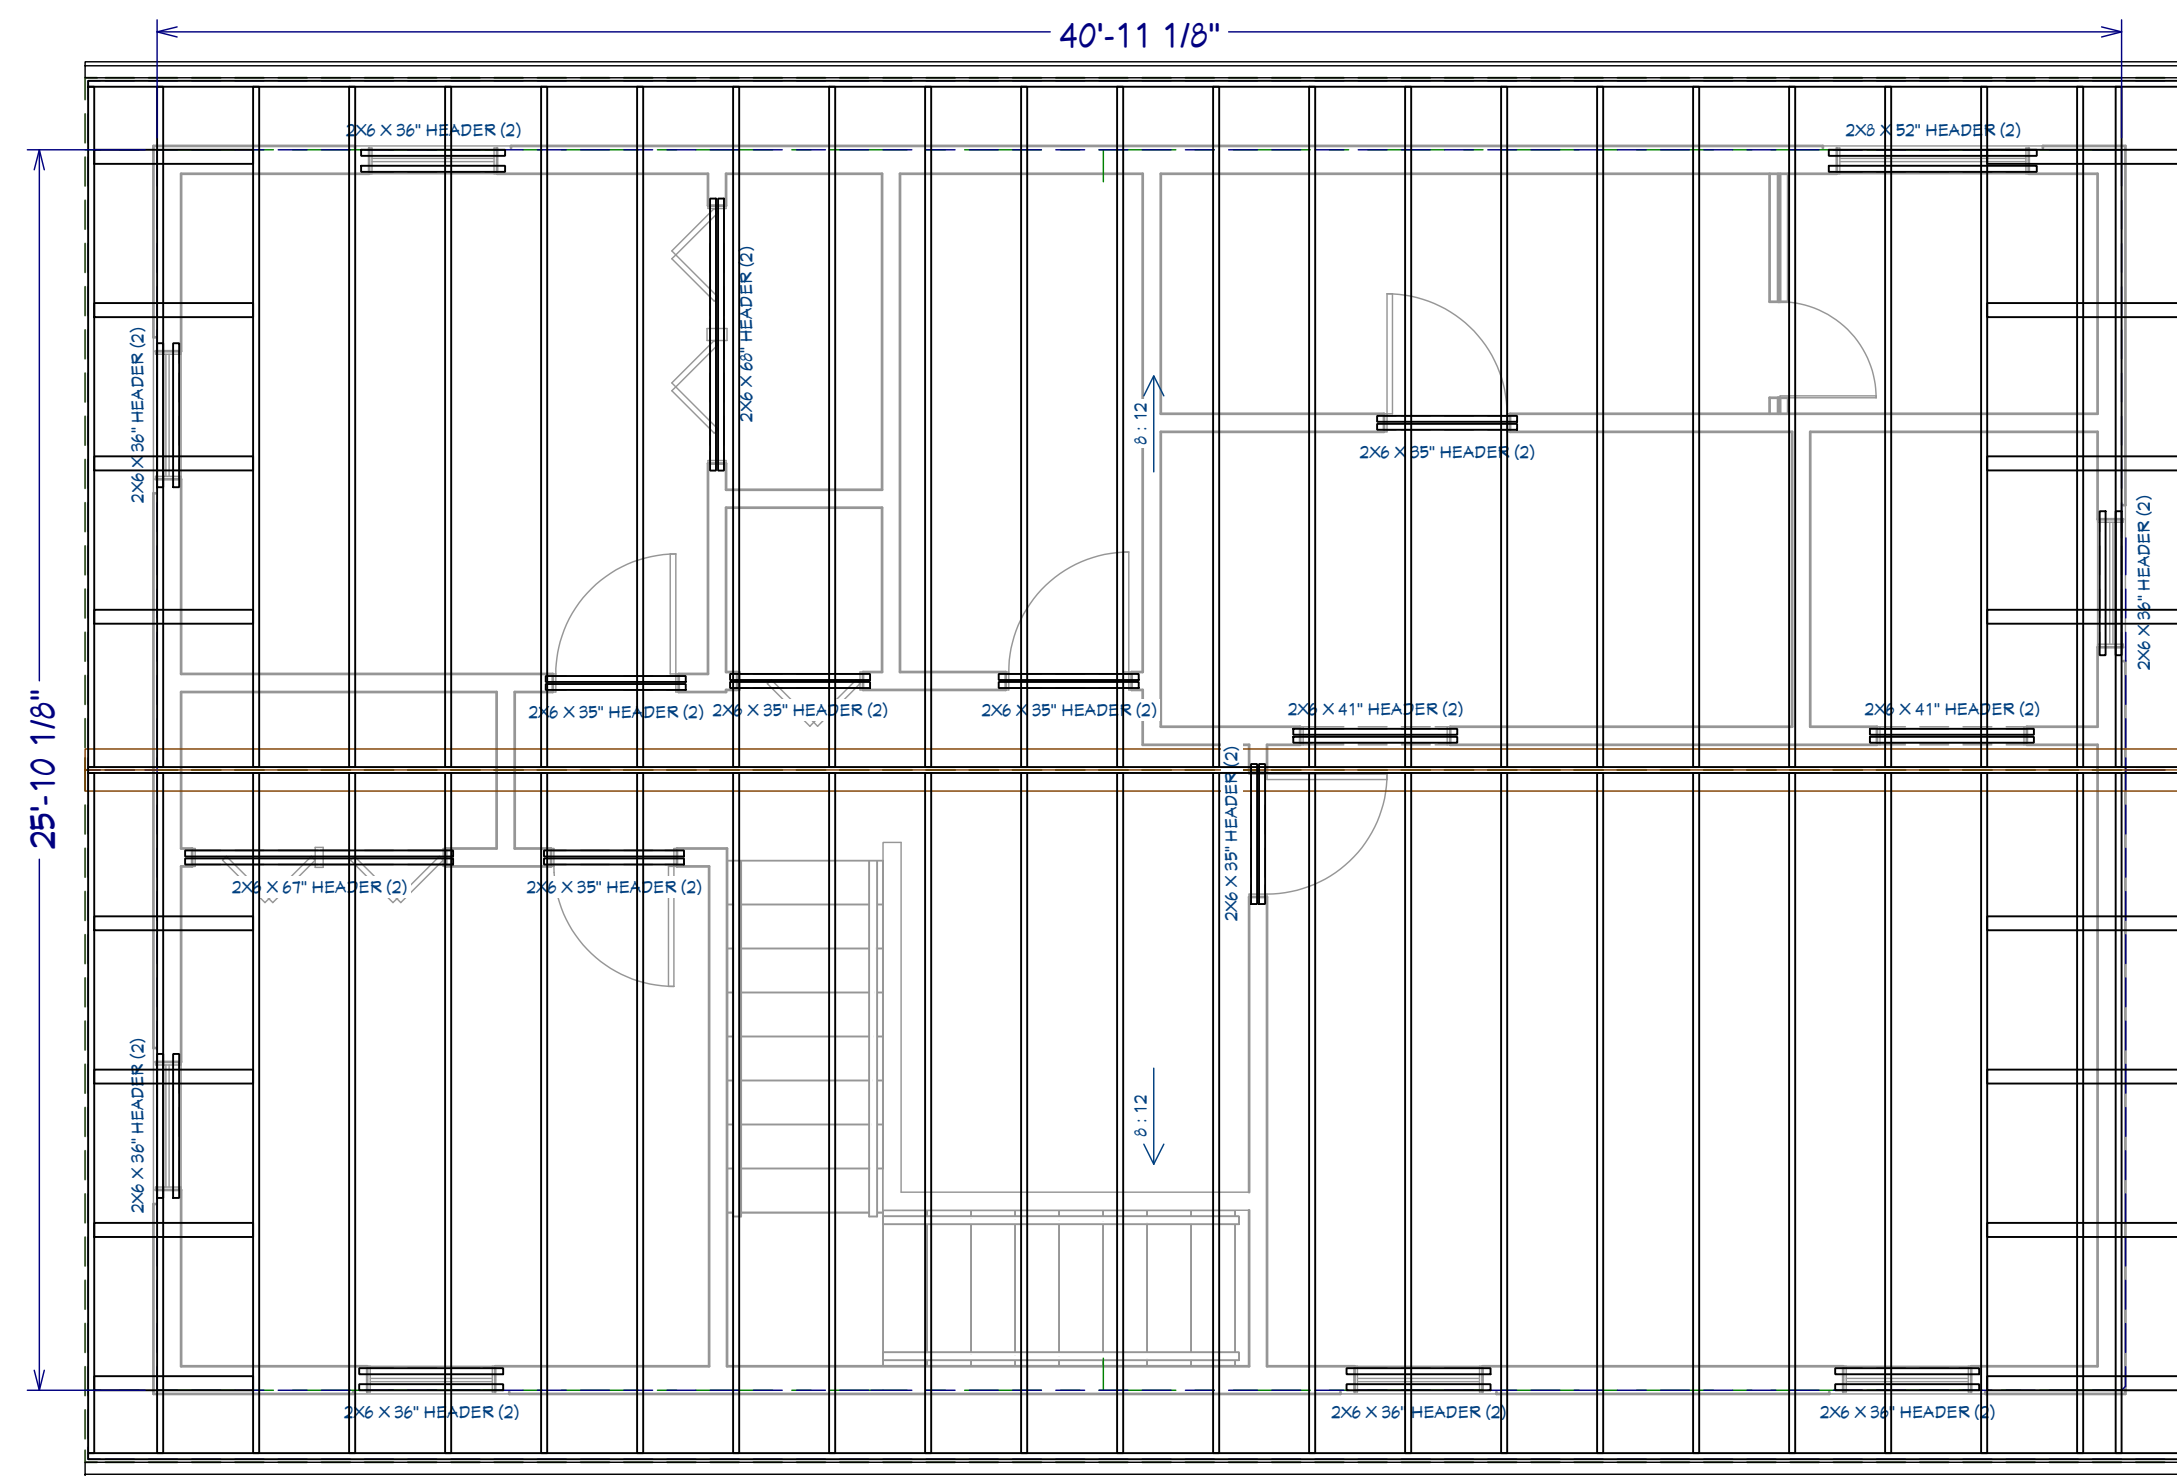 40'-11 1/8"
2X6 X 36" HEADER (2)
2X8 X 52" HEADER (2)
2X6 X 68" HEADER (2)
2X6 X 36" HEADER (2)
8 : 12
2X6 X 35" HEADER (2)
2X6 X 36" HEADER (2)
25'-10 1/8"
2X6 X 35" HEADER (2)
2X6 X 35" HEADER (2)
2X6 X 35" HEADER (2)
2X6 X 41" HEADER (2)
2X6 X 41" HEADER (2)
2X6 X 35" HEADER (2)
2X6 X 67" HEADER (2)
2X6 X 35" HEADER (2)
2X6 X 36" HEADER (2)
8 : 12
2X6 X 36" HEADER (2)
2X6 X 36" HEADER (2)
2X6 X 36" HEADER (2)